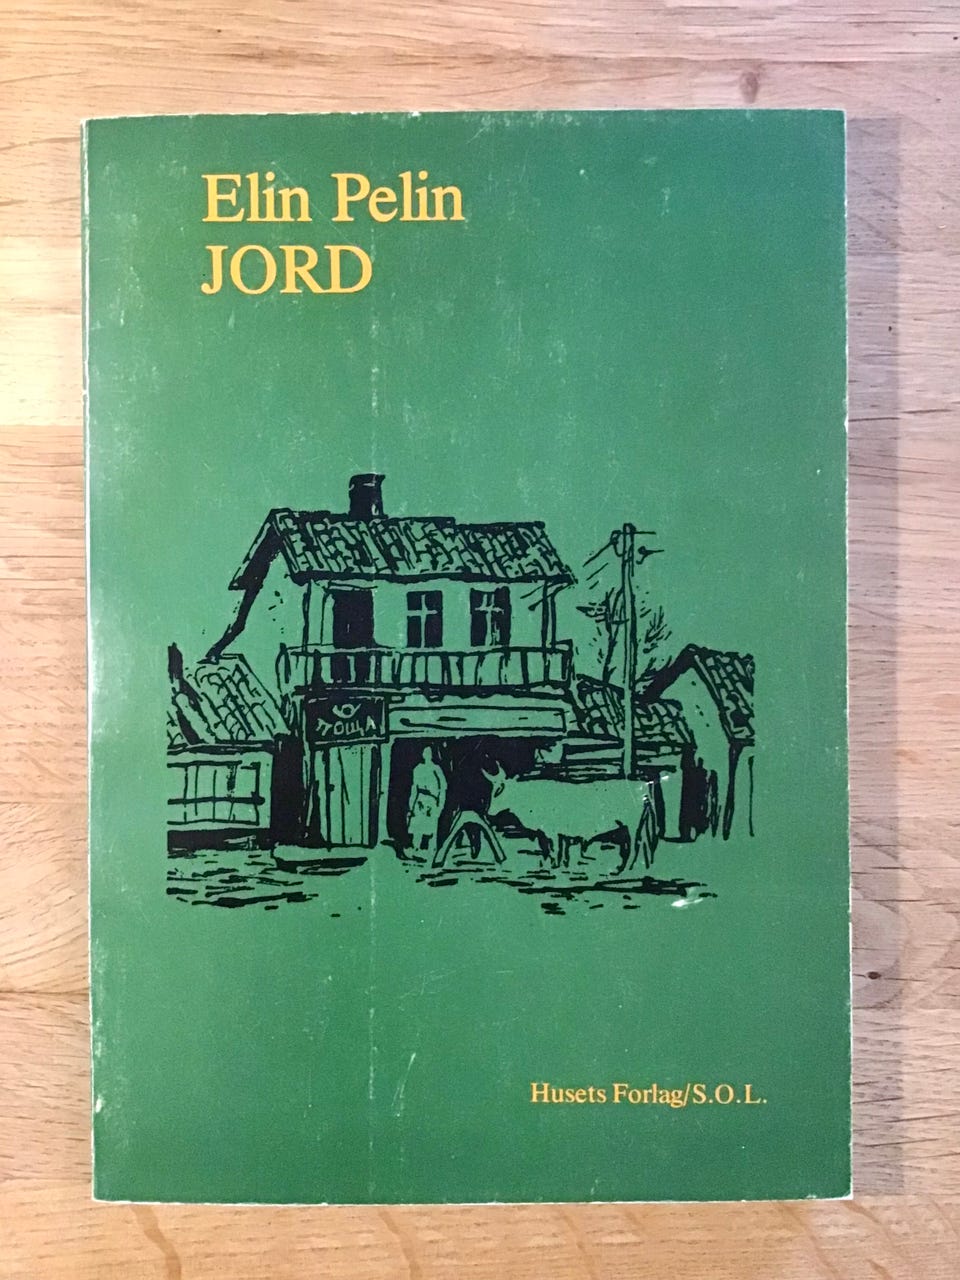 Elin Pelin
JORD
ПОЩА
Husets Forlag/S.O.L.